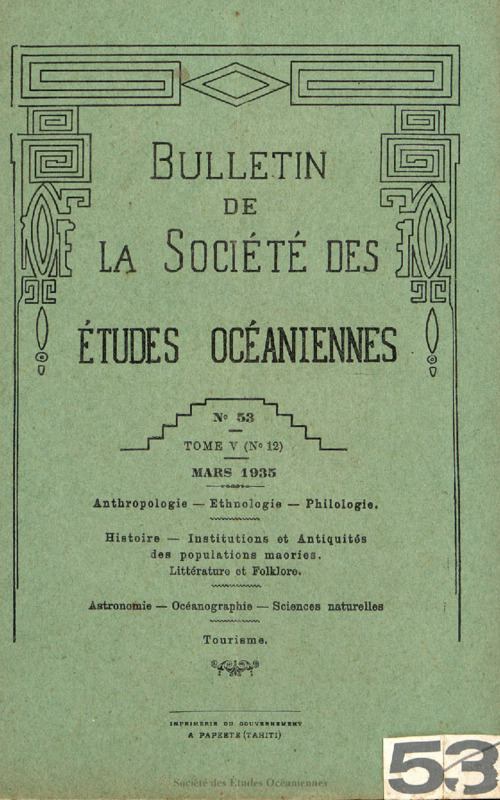 BULLETIN
DE
LA SOCIÉTÉ DES
ÉTUDES OCÉANIENNES
No 53
TOME V (No 12)
MARS 1935
Anthropologie — Ethnologie — Philologie.
Histoire — Institutions et Antiquités
des populations maories.
Littérature et Folklore.
Astronomie — Océanographie — Sciences naturelles
Tourisme.
IMPRIMERIE DU GOUVERNEMENT
A PAPEETE (TAHITI)
53
Société des Études Océaniennes